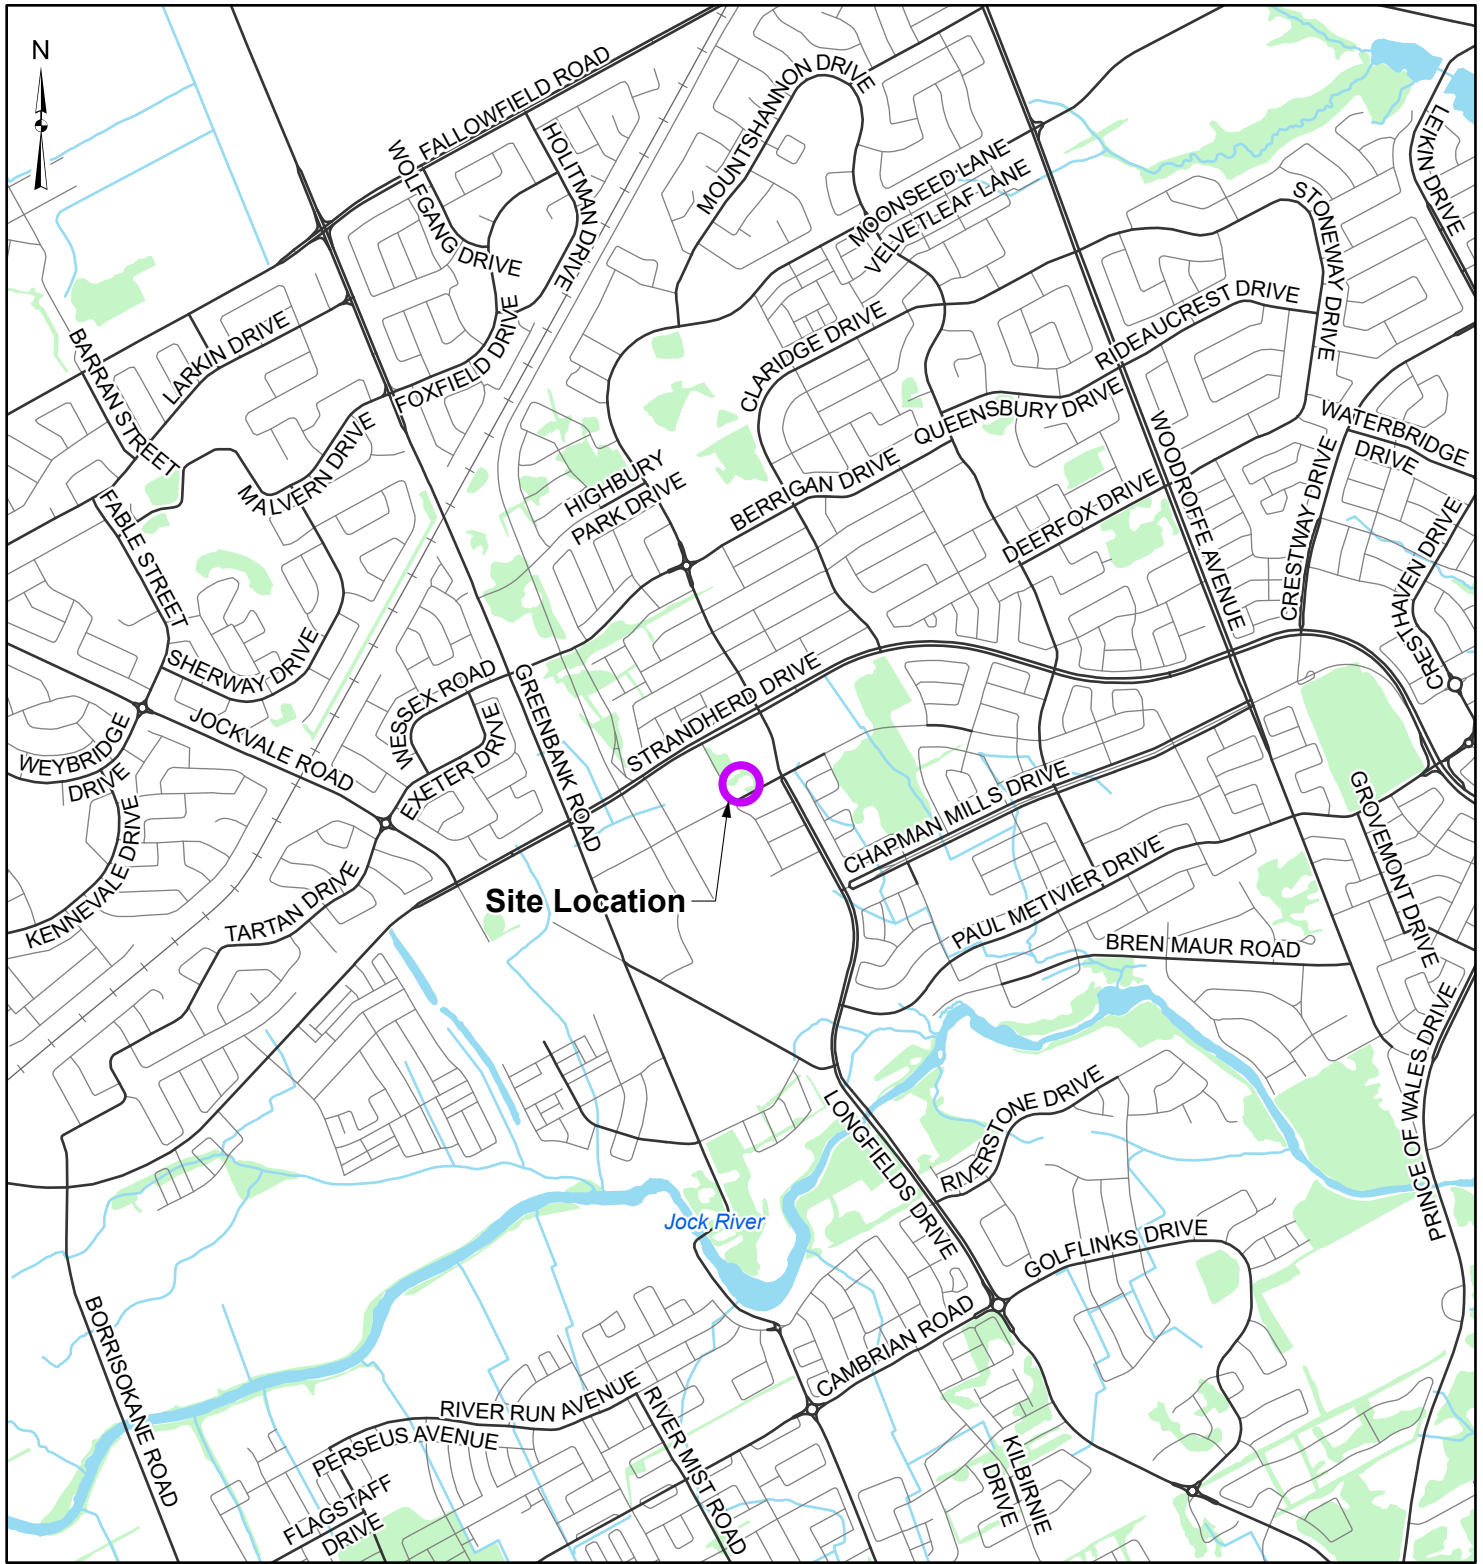 N
FALLOWFIELD ROAD
WOLFGANG DRIVE
HOLITMAN DRIVE
MOUNTSHANNON DRIVE
MOONSEED LANE
VELVETLEAF LANE
LEIKIN DRIVE
STONEWAY DRIVE
BARRAN STREET
LARKIN DRIVE
FOXFIELD DRIVE
CLARIDGE DRIVE
RIDEAUCREST DRIVE
MALVERN DRIVE
QUEENSBURY DRIVE
WATERBRIDGE
DRIVE
HIGHBURY
PARK DRIVE
BERRIGAN DRIVE
DEERFOX DRIVE
WOODROFFE AVENUE
CRESTWAY DRIVE
CRESTHAVEN DRIVE
FABLE STREET
SHERWAY DRIVE
WESSEX ROAD
GREENBANK ROAD
STRANDHERD DRIVE
JOCKVALE ROAD
WEYBRIDGE
DRIVE
EXETER DRIVE
KENNEVALE DRIVE
CHAPMAN MILLS DRIVE
GROVEMONT DRIVE
TARTAN DRIVE
Site Location
PAUL METIVIER DRIVE
BREN MAUR ROAD
PRINCE OF WALES DRIVE
RIVERSTONE DRIVE
LONGFIELDS DRIVE
Jock River
GOLFLINKS DRIVE
BORRISOKANE ROAD
CAMBRIAN ROAD
RIVER RUN AVENUE
PERSEUS AVENUE
RIVER MIST ROAD
KILBIRNIE
DRIVE
FLAGSTAFF
DRIVE